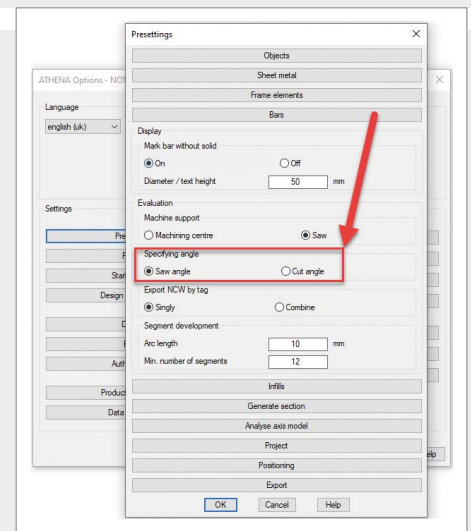 Presettings
Objects
Sheet metal
Frame elements
Bars
Display
Mark bar without solid
On Off
Diameter / text height 50 mm
Evaluation
Machine support
Machining centre Saw
Specifying angle
Saw angle Cut angle
Export NCW by tag
Singly Combine
Segment development
Arc length 10 mm
Min. number of segments 12
Infills
Generate section
Analyse axis model
Project
Positioning
Export
OK Cancel Help
ATHENA Options - NOT
Language
english (uk)
Settings
Pre
Star
Design
Auth
Product
Data
elp